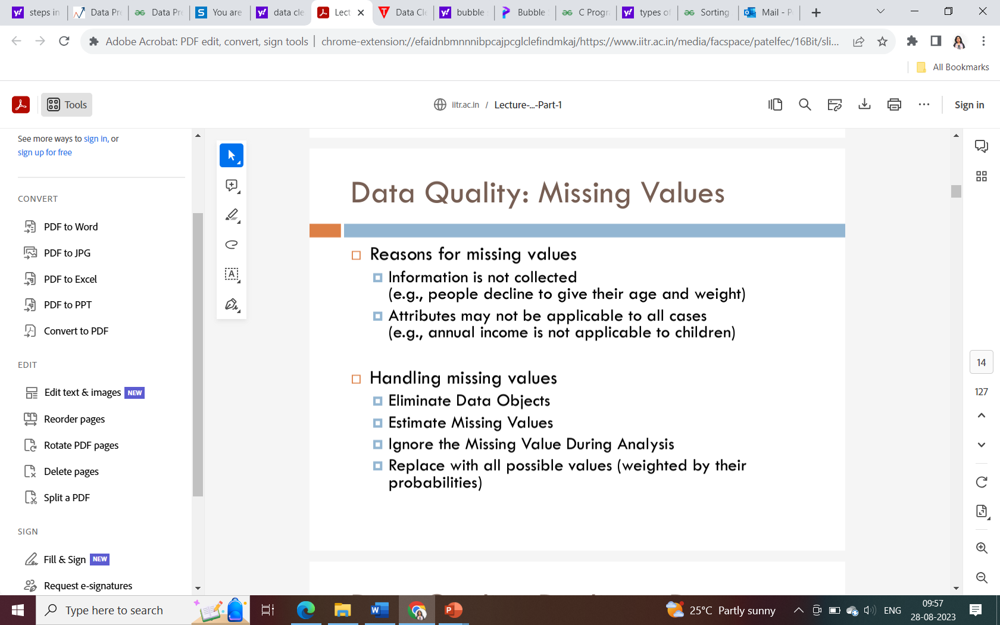 steps in
Data Pre
Data Pre
You are
data cle
Lect
Data Cle
bubble
Bubble
C Progr
types of
Sorting
Mail - P
Adobe Acrobat: PDF edit, convert, sign tools
chrome-extension://efaidnbmnnnibpcajpcglclefindmkaj/https://www.iitr.ac.in/media/facspace/patelfec/16Bit/sli...
All Bookmarks
Tools
iitr.ac.in / Lecture-...-Part-1
Sign in
See more ways to sign in, or
sign up for free
CONVERT
PDF to Word
PDF to JPG
PDF to Excel
PDF to PPT
Convert to PDF
EDIT
Edit text & images NEW
Reorder pages
Rotate PDF pages
Delete pages
Split a PDF
SIGN
Fill & Sign NEW
Request e-signatures
Data Quality: Missing Values
Reasons for missing values
Information is not collected
(e.g., people decline to give their age and weight)
Attributes may not be applicable to all cases
(e.g., annual income is not applicable to children)
Handling missing values
Eliminate Data Objects
Estimate Missing Values
Ignore the Missing Value During Analysis
Replace with all possible values (weighted by their
probabilities)
14
127
Type here to search
25°C Partly sunny
ENG
09:57
28-08-2023